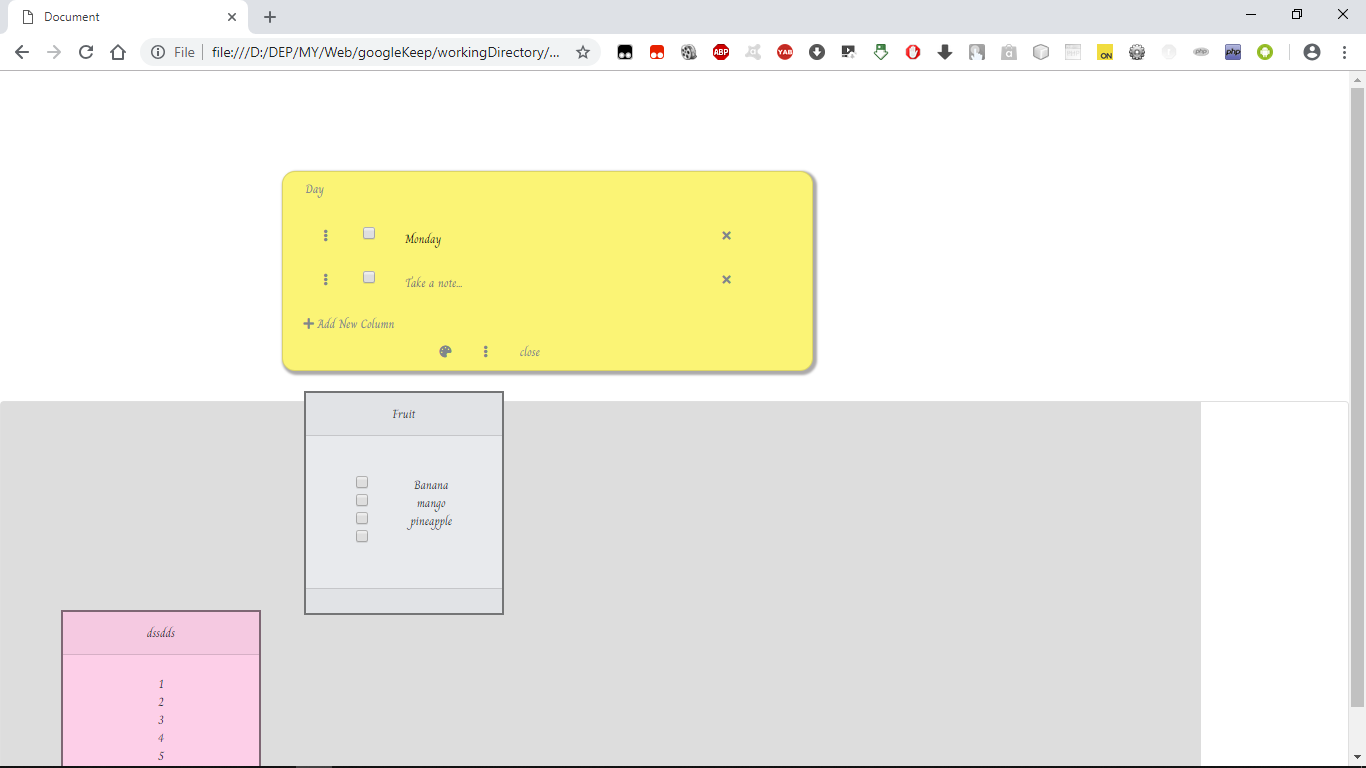 Document
File
file:///D:/DEP/MY/Web/googleKeep/workingDirectory/...
ABP
YAB
a
ON
php
php
Day
Monday
Take a note...
Add New Column
close
Fruit
Banana
mango
pineapple
dssdds
1
2
3
4
5